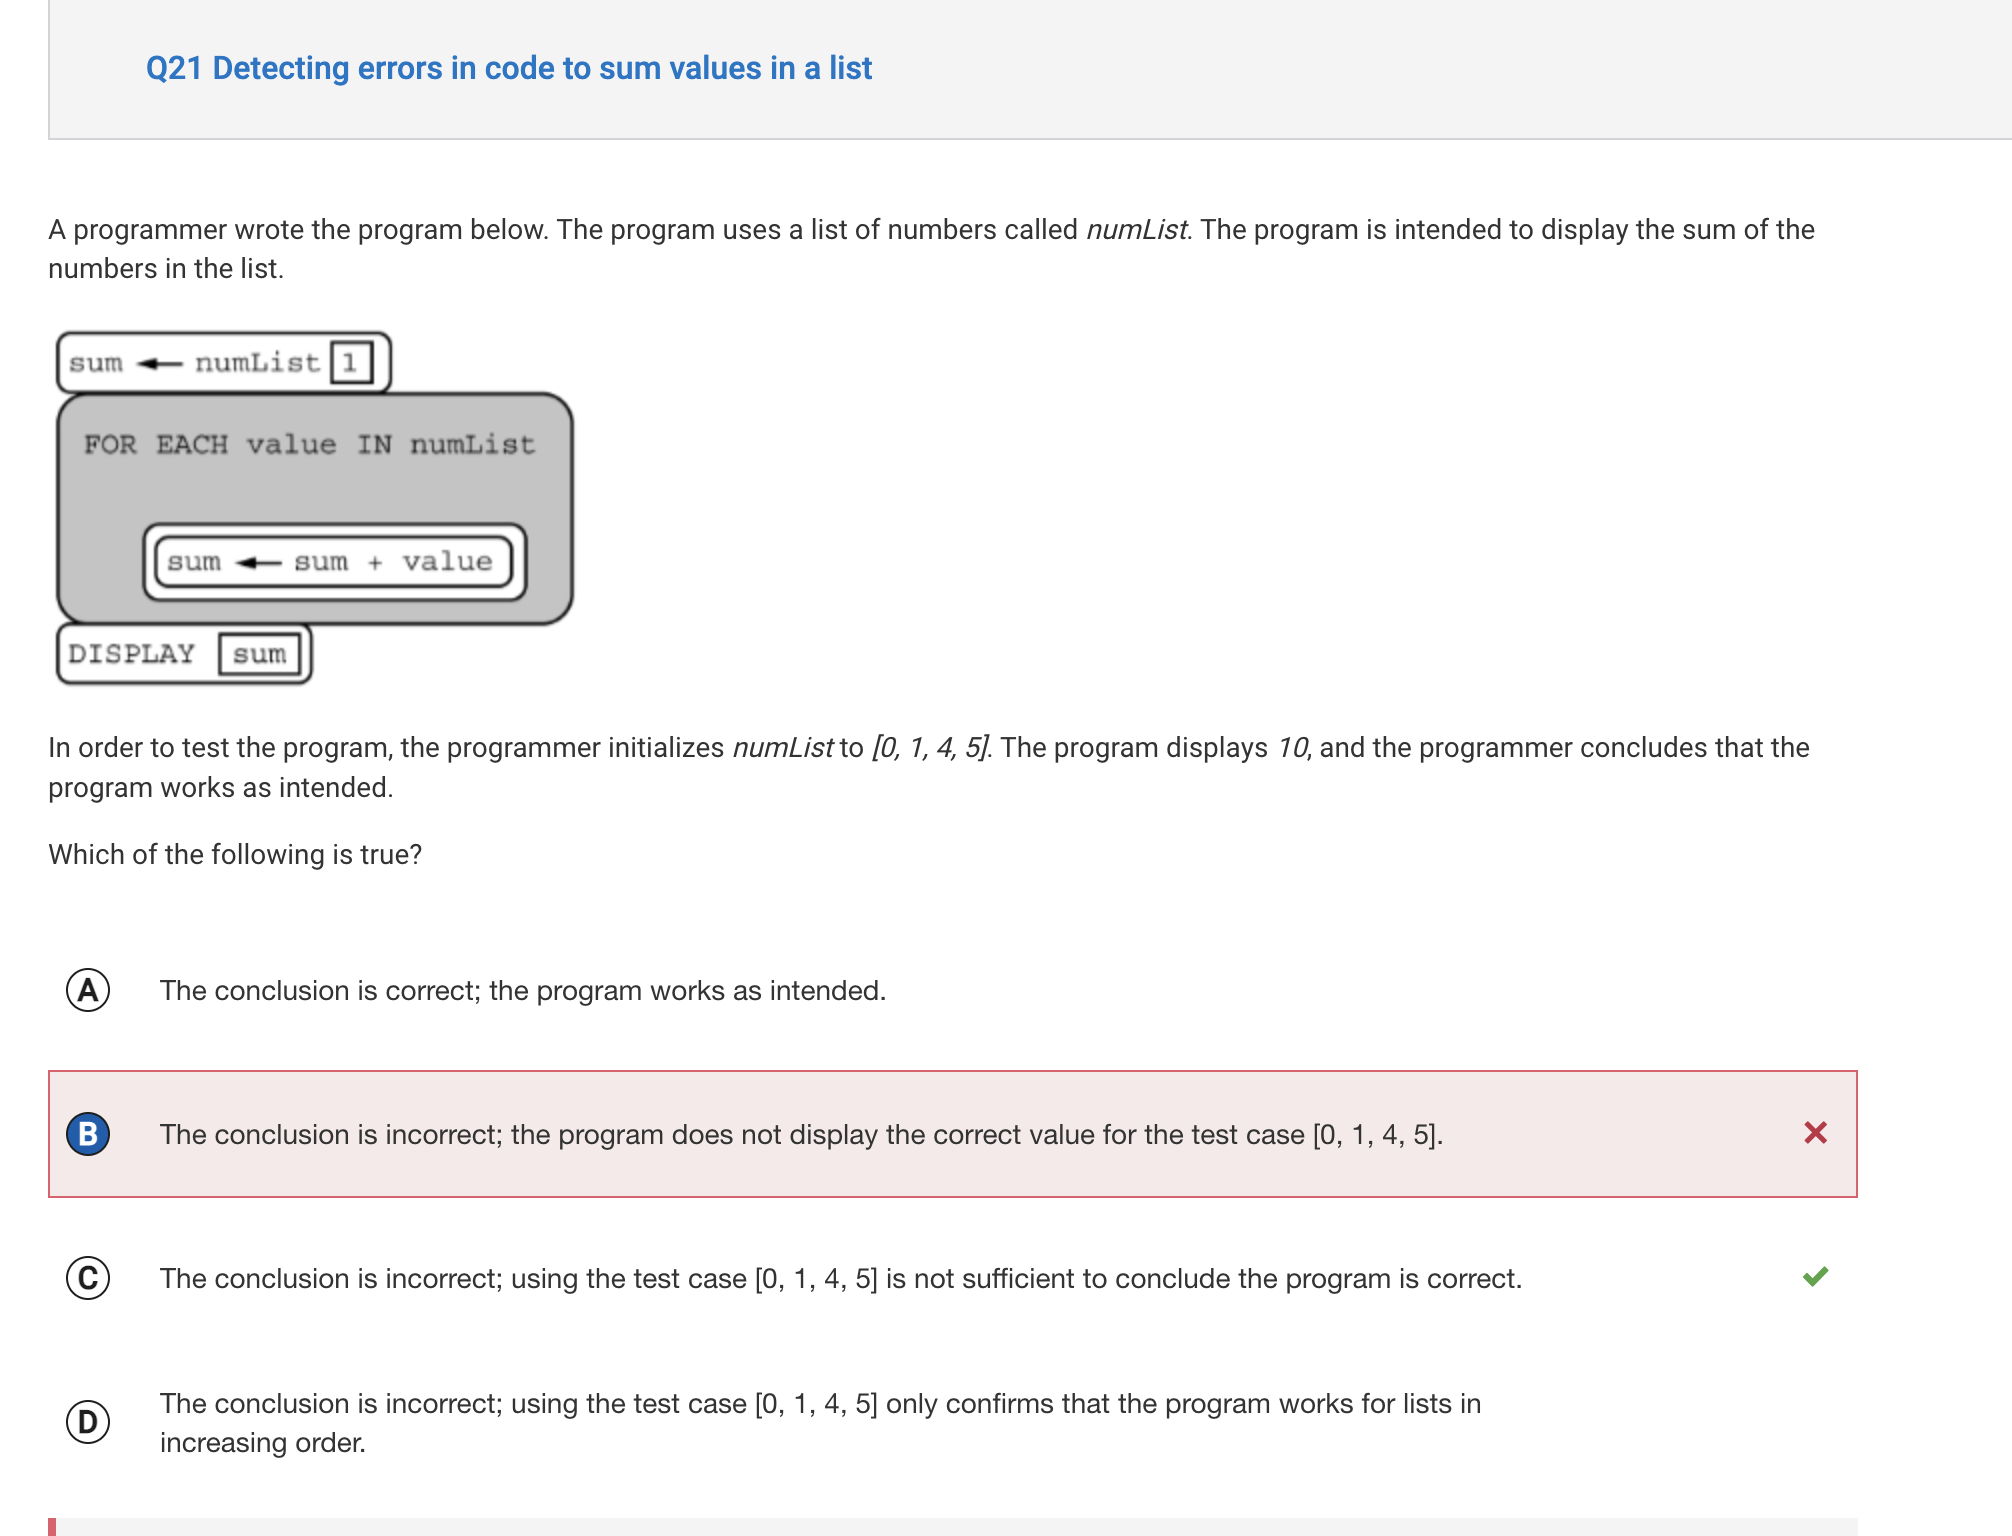 Q21 Detecting errors in code to sum values in a list
A programmer wrote the program below. The program uses a list of numbers called numList. The program is intended to display the sum of the
numbers in the list.
sum ← numList 1
FOR EACH value IN numList
sum ← sum + value
DISPLAY sum
In order to test the program, the programmer initializes numList to [0, 1, 4, 5]. The program displays 10, and the programmer concludes that the
program works as intended.
Which of the following is true?
A The conclusion is correct; the program works as intended.
B The conclusion is incorrect; the program does not display the correct value for the test case [0, 1, 4, 5].
C The conclusion is incorrect; using the test case [0, 1, 4, 5] is not sufficient to conclude the program is correct.
D The conclusion is incorrect; using the test case [0, 1, 4, 5] only confirms that the program works for lists in
increasing order.